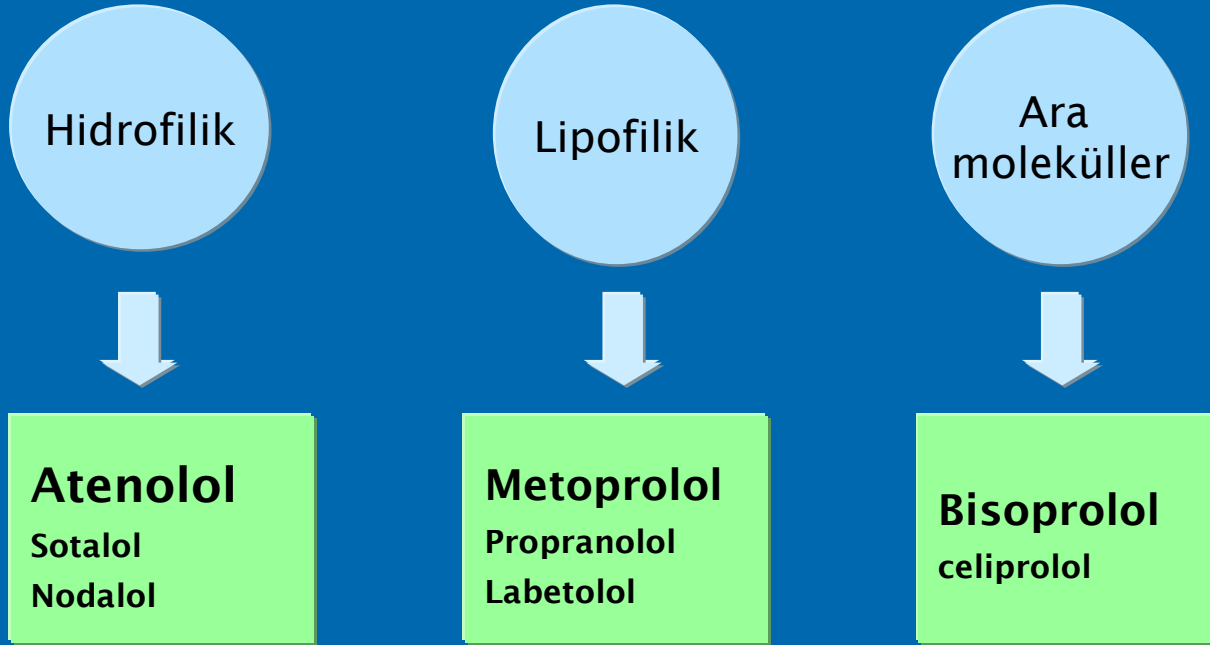 Hidrofilik
Lipofilik
Ara
moleküller
Atenolol
Sotalol
Nodalol
Metoprolol
Propranolol
Labetolol
Bisoprolol
celiprolol